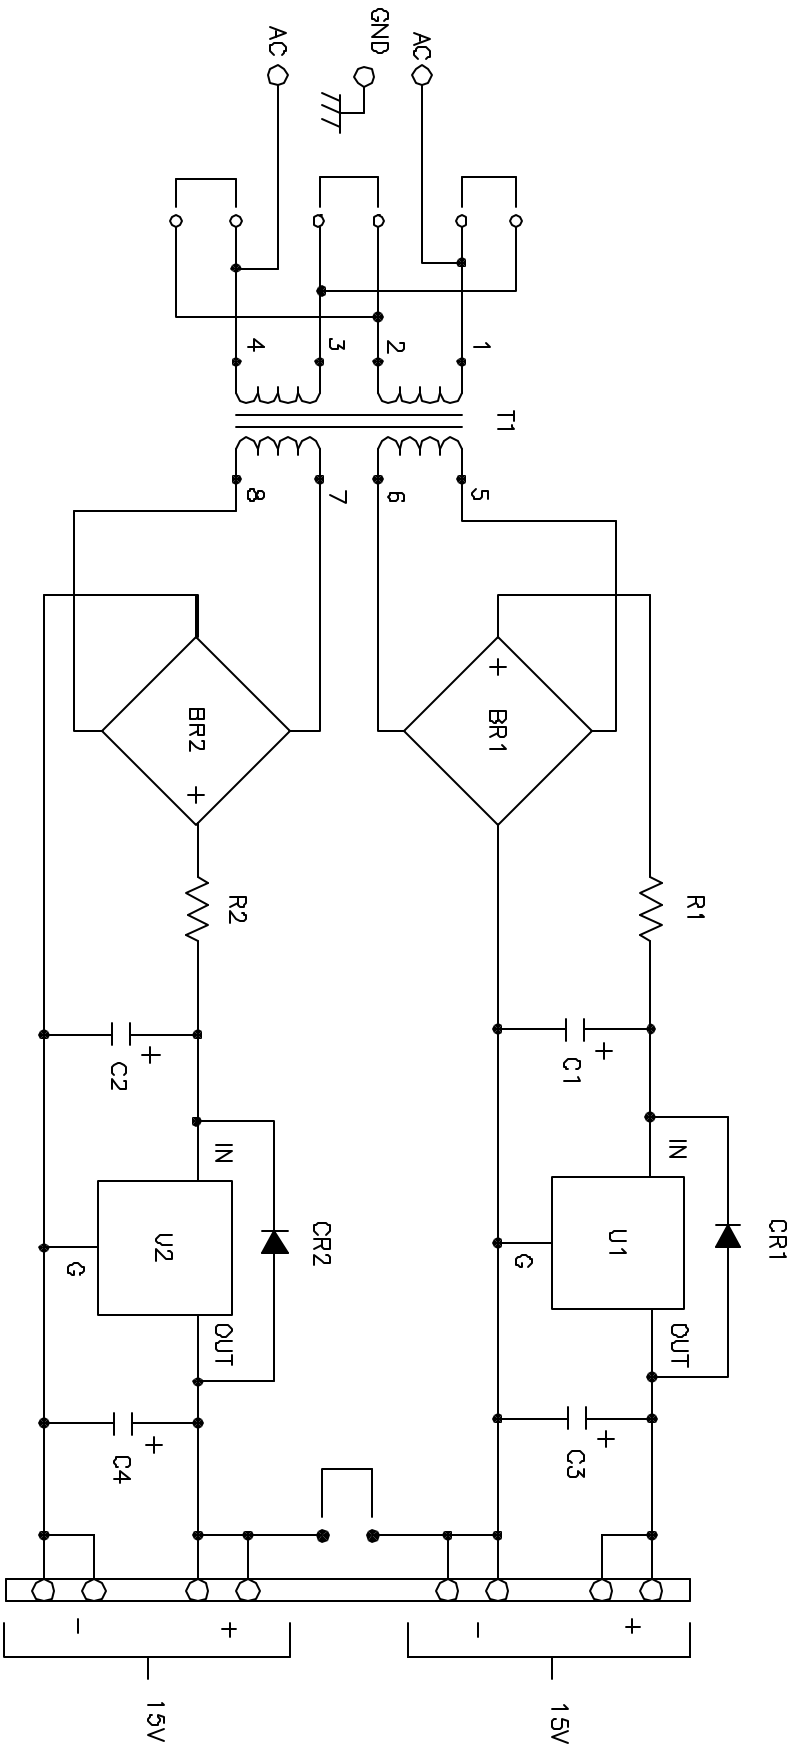 AC
GND
AC
4
3
2
1
T1
8
7
6
5
+
BR2
BR1
+
R2
R1
+
C2
+
C1
IN
IN
U2
G
CR2
U1
G
CR1
OUT
OUT
+
C4
+
C3
-
+
-
+
15V
15V